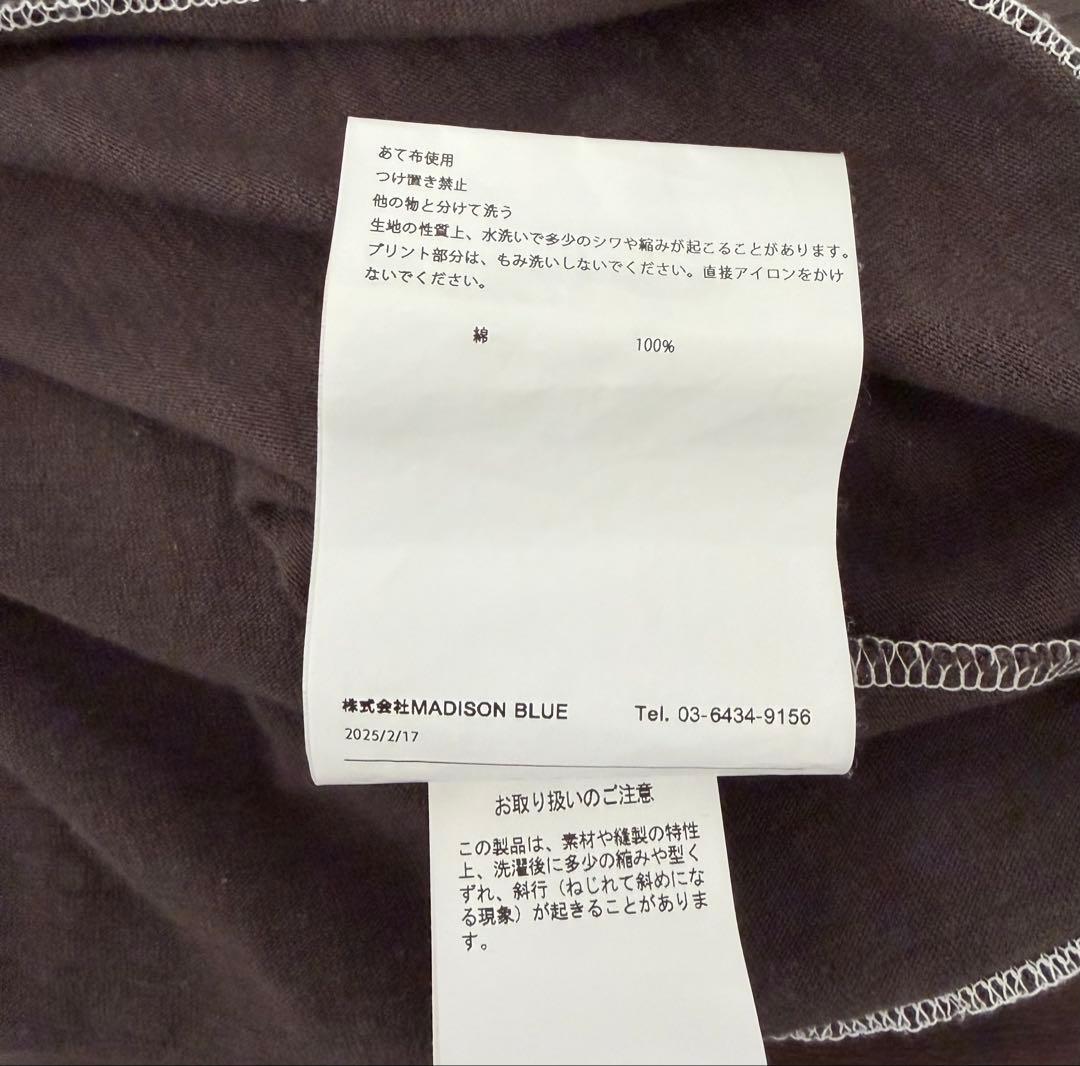 あて布使用
つけ置き禁止
他の物と分けて洗う
生地の性質上、水洗いで多少のシワや縮みが起こることがあります。
プリント部分は、もみ洗いしないでください。直接アイロンをかけ
ないでください。
綿 100%
株式会社MADISON BLUE Tel. 03-6434-9156
2025/2/17
お取り扱いのご注意
この製品は、素材や縫製の特性
上、洗濯後に多少の縮みや型く
ずれ、斜行（ねじれて斜めにな
る現象）が起きることがありま
す。